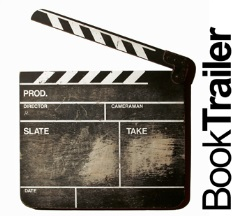 PROD.
DIRECTOR
CAMERAMAN
SLATE
TAKE
DATE
BookTrailer